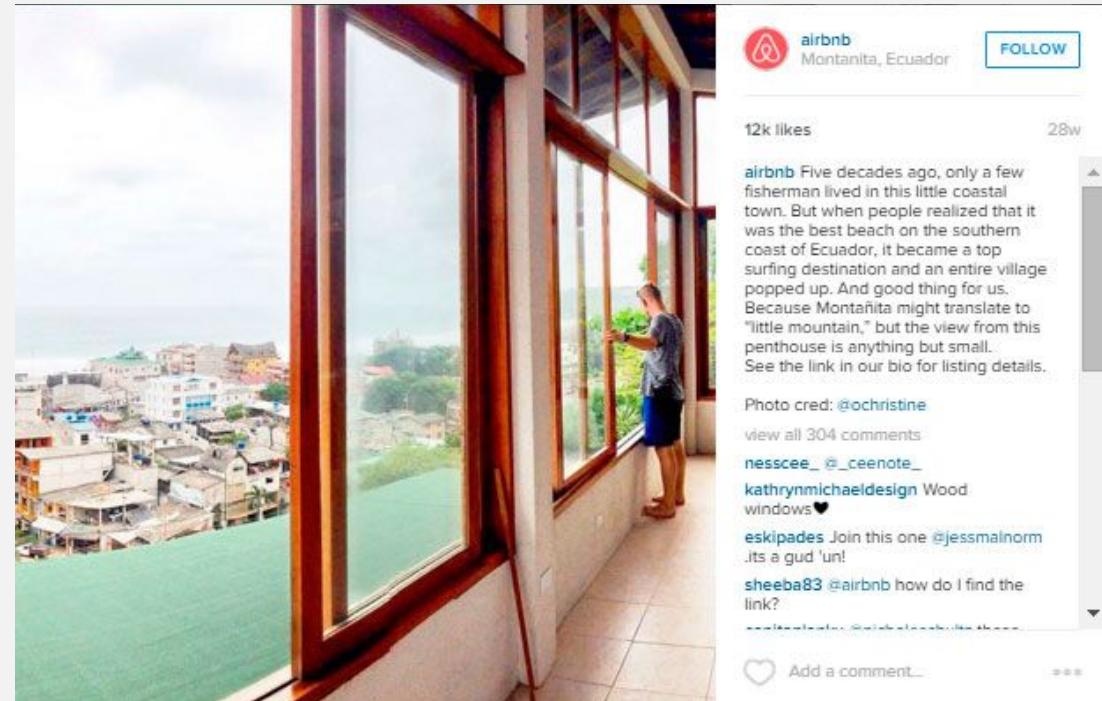 airbnb
Montanita, Ecuador
FOLLOW
12k likes
28w
airbnb Five decades ago, only a few
fisherman lived in this little coastal
town. But when people realized that it
was the best beach on the southern
coast of Ecuador, it became a top
surfing destination and an entire village
popped up. And good thing for us.
Because Montañita might translate to
"little mountain," but the view from this
penthouse is anything but small.
See the link in our bio for listing details.
Photo cred: @ochristine
view all 304 comments
nesscee_ @_ceenote_
kathrynmichaeldesign Wood
windows🖤
eskipades Join this one @jessmalnorm
.its a gud 'un!
sheeba83 @airbnb how do I find the
link?
Add a comment...